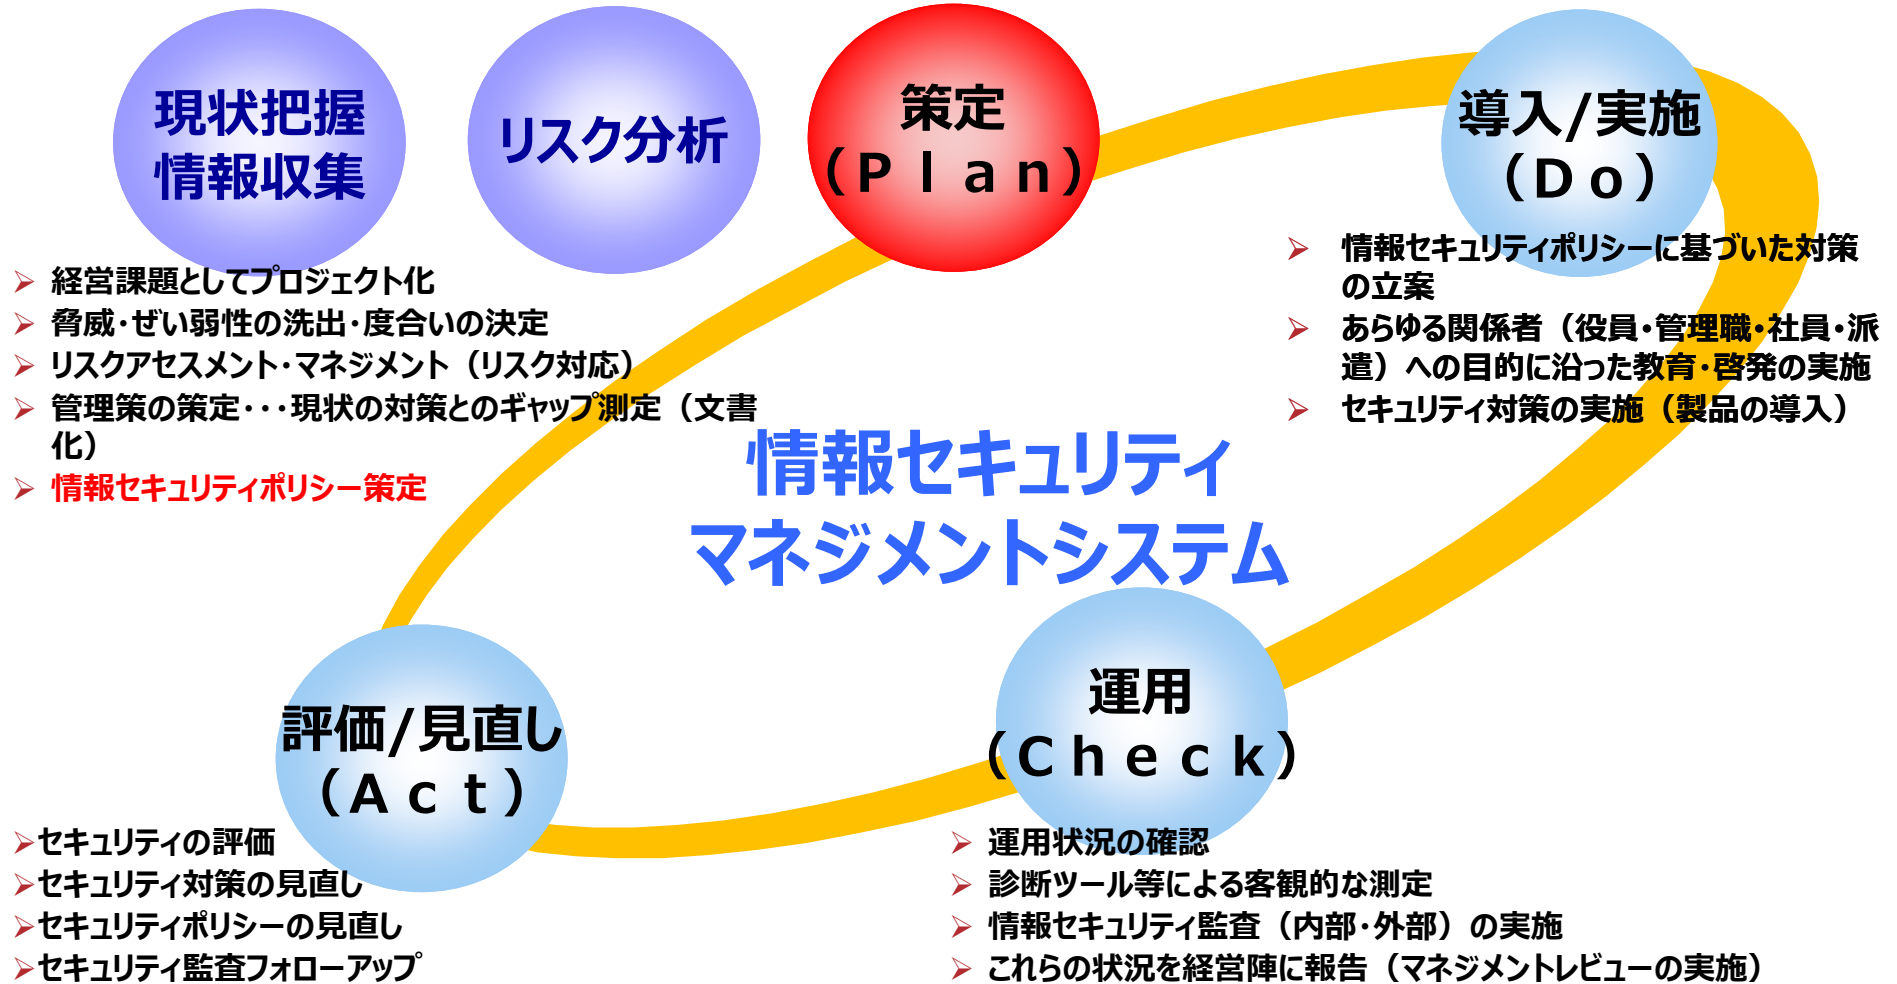 現状把握
情報収集
リスク分析
策定
（Ｐｌａｎ）
導入/実施
（Ｄｏ）
➢ 経営課題としてプロジェクト化
➢ 脅威・ぜい弱性の洗出・度合いの決定
➢ リスクアセスメント・マネジメント（リスク対応）
➢ 管理策の策定・・・現状の対策とのギャップ測定（文書
化）
➢ 情報セキュリティポリシー策定
➢ 情報セキュリティポリシーに基づいた対策
の立案
➢ あらゆる関係者（役員・管理職・社員・派
遣）への目的に沿った教育・啓発の実施
➢ セキュリティ対策の実施（製品の導入）
情報セキュリティ
マネジメントシステム
評価/見直し
（Ａｃｔ）
運用
（Ｃｈｅｃｋ）
➢セキュリティの評価
➢セキュリティ対策の見直し
➢セキュリティポリシーの見直し
➢セキュリティ監査フォローアップ
➢ 運用状況の確認
➢ 診断ツール等による客観的な測定
➢ 情報セキュリティ監査（内部・外部）の実施
➢ これらの状況を経営陣に報告（マネジメントレビューの実施）